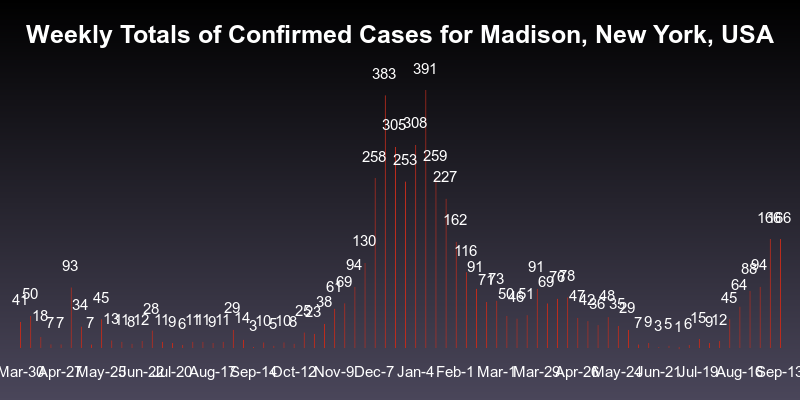 Weekly Totals of Confirmed Cases for Madison, New York, USA
391
383
308
305
259
258
253
227
166 166
162
130
116
94 94
93 91 91
88
77 73 76 78
69 69
61 64
50 50 51
41 45 46 47 48 45
34 38 42 36 35
28 29 25 23 29
18 13 11 8 12 11 9 6 11 11 9 11 14 3 10 5 10 8 15 9 12
7 7 7 7 9 3 5 1 6
Mar-30 Apr-27 May-25 Jun-22 Jul-20 Aug-17 Sep-14 Oct-12 Nov-9 Dec-7 Jan-4 Feb-1 Mar-1 Mar-29 Apr-26 May-24 Jun-21 Jul-19 Aug-16 Sep-13